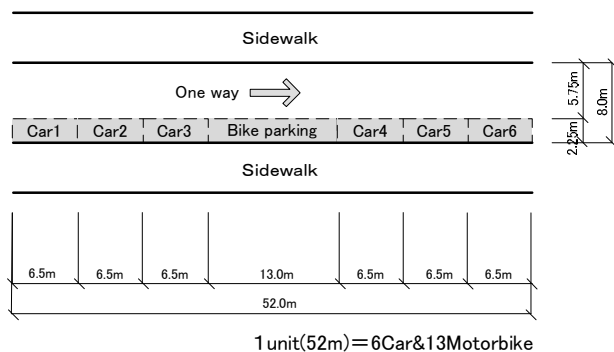 Sidewalk
One way
Car1 Car2 Car3 Bike parking Car4 Car5 Car6
Sidewalk
5.75m
2.25m
8.0m
6.5m 6.5m 6.5m 13.0m 6.5m 6.5m 6.5m
52.0m
1unit(52m)=6Car&13Motorbike